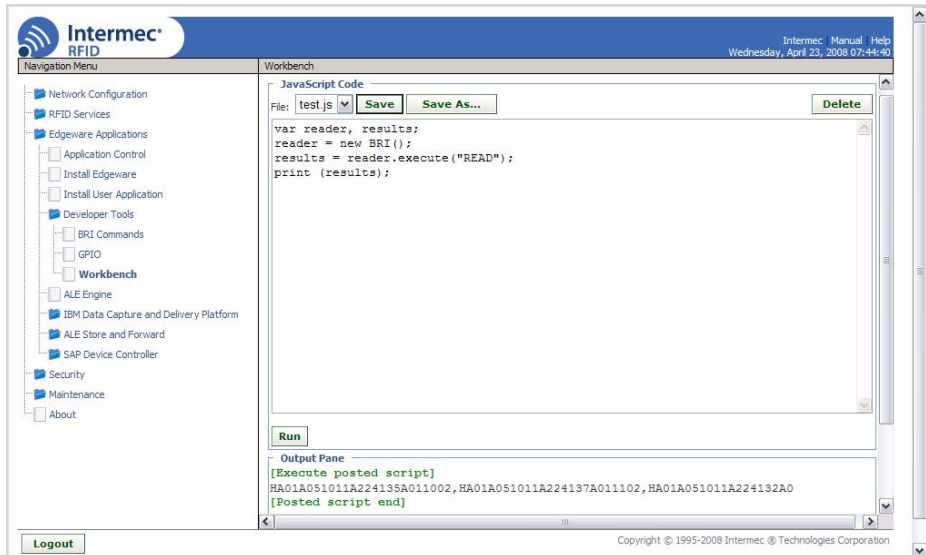 Intermec®
RFID
Intermec | Manual | Help
Wednesday, April 23, 2008 07:44:40
Navigation Menu
Network Configuration
RFID Services
Edgeware Applications
Application Control
Install Edgeware
Install User Application
Developer Tools
BRI Commands
GPIO
Workbench
ALE Engine
IBM Data Capture and Delivery Platform
ALE Store and Forward
SAP Device Controller
Security
Maintenance
About
Logout
Workbench
JavaScript Code
File: test.js Save Save As... Delete
var reader, results;
reader = new BRI();
results = reader.execute("READ");
print (results);
Run
Output Pane
[Execute posted script]
HA01A051011A224135A011002,HA01A051011A224137A011102,HA01A051011A224132A0
[Posted script end]
Copyright © 1995-2008 Intermec ® Technologies Corporation